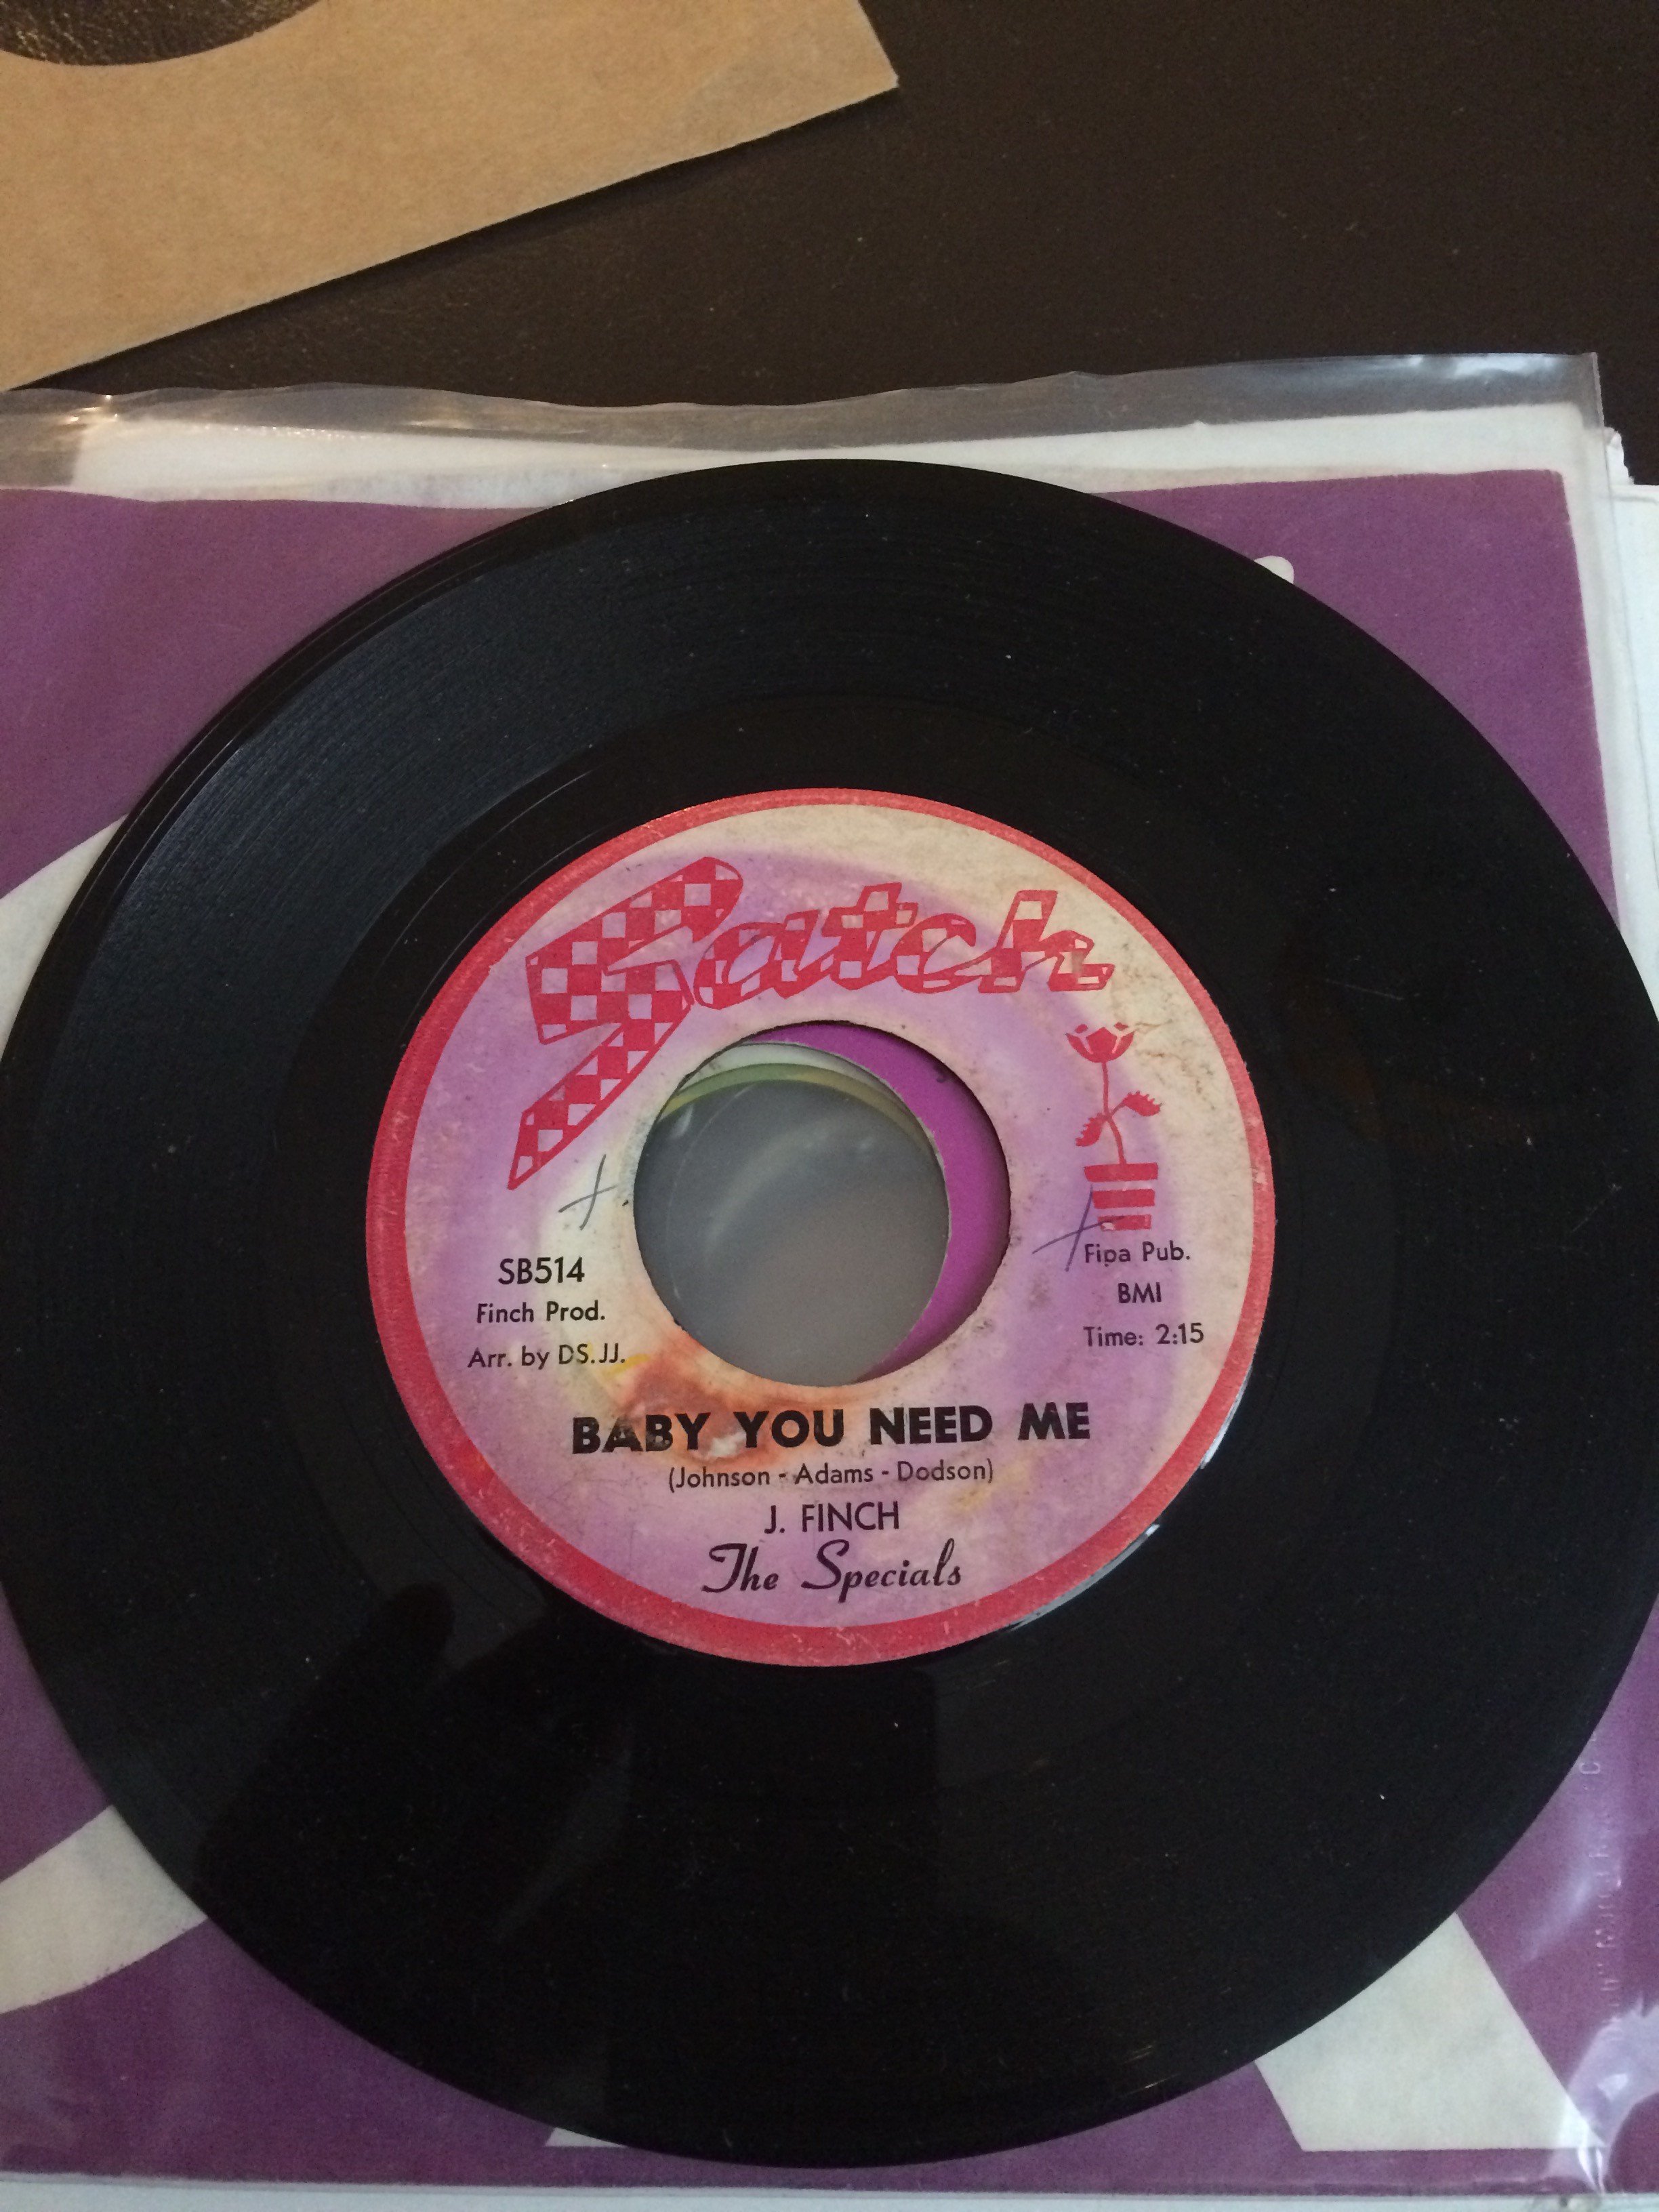 Satch
SB514
Finch Prod.
Arr. by DS.JJ.
Fipa Pub.
BMI
Time: 2:15
BABY YOU NEED ME
(Johnson - Adams - Dodson)
J. FINCH
The Specials